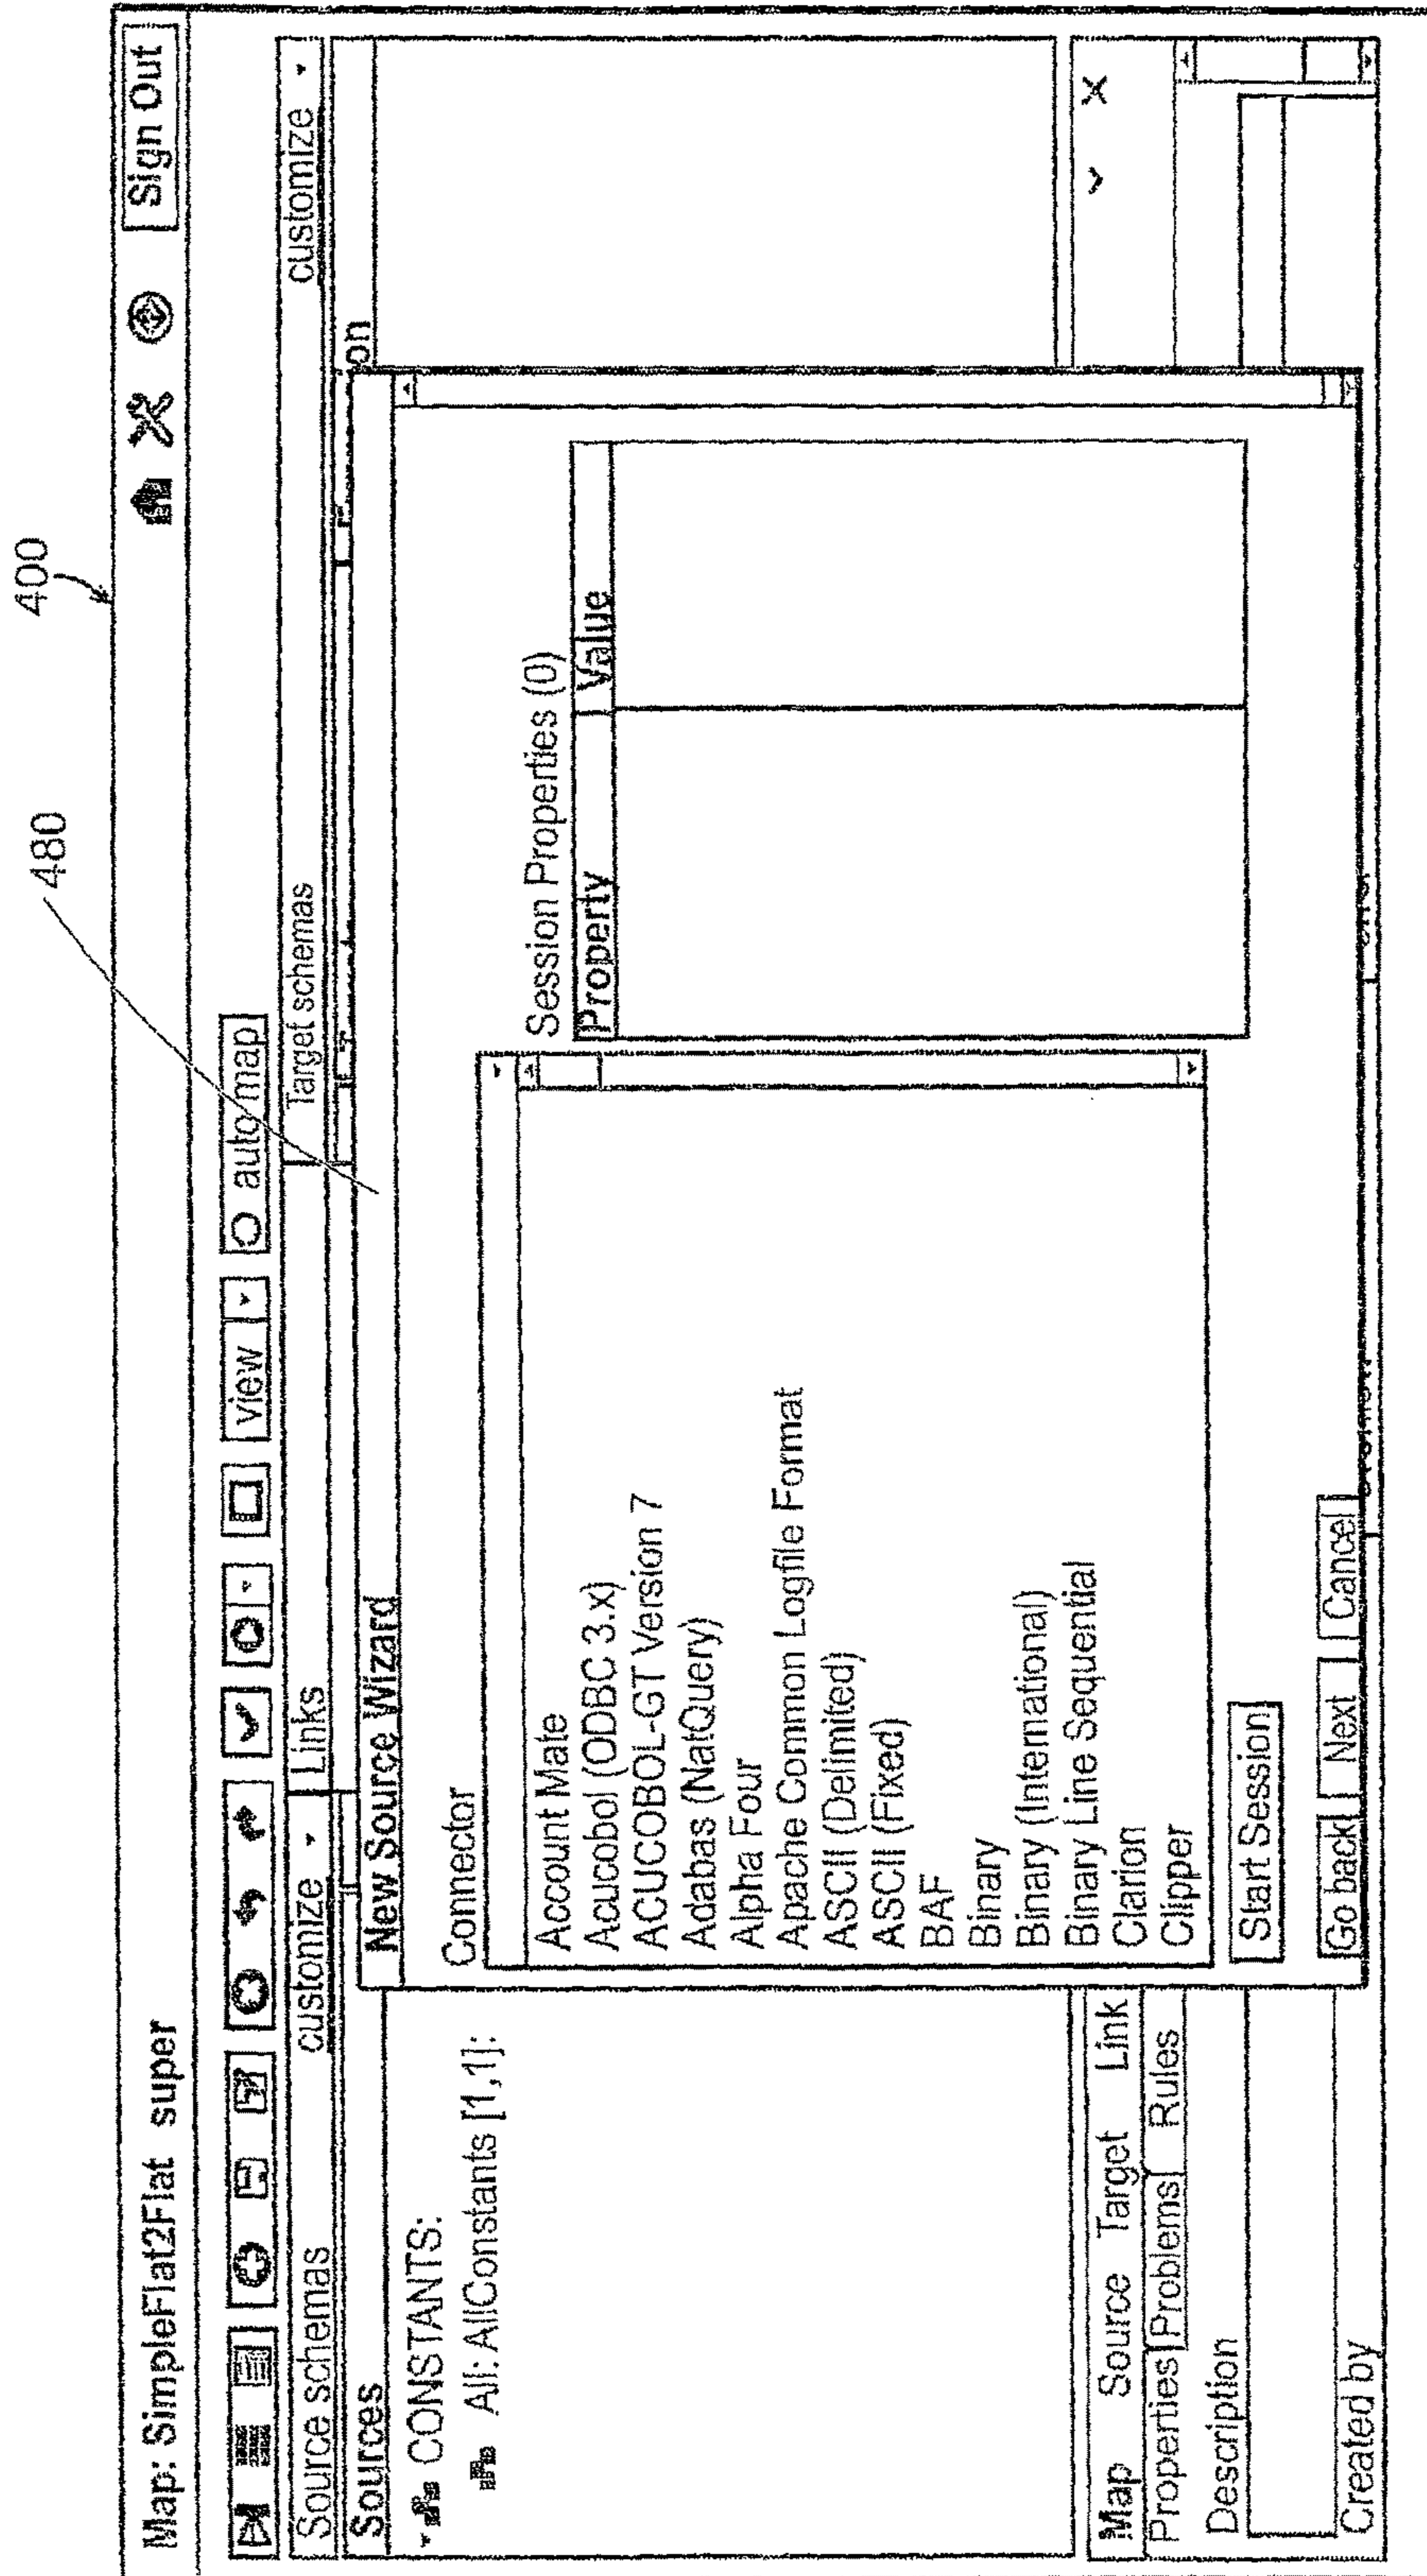 400
480
Map: SimpleFlat2Flat super
Sign Out
view
auto map
Source schemas
customize
Links
Target schemas
customize
Sources
CONSTANTS:
All: AllConstants [1,1]:
on
New Source Wizard
Connector
Account Mate
Acucobol (ODBC 3.x)
ACUCOBOL-GT Version 7
Adabas (NatQuery)
Alpha Four
Apache Common Logfile Format
ASCII (Delimited)
ASCII (Fixed)
BAF
Binary
Binary (International)
Binary Line Sequential
Clarion
Clipper
Session Properties (0)
Property Value
Start Session
Go back Next Cancel
Map Source Target Link
Properties Problems Rules
Description
Created by